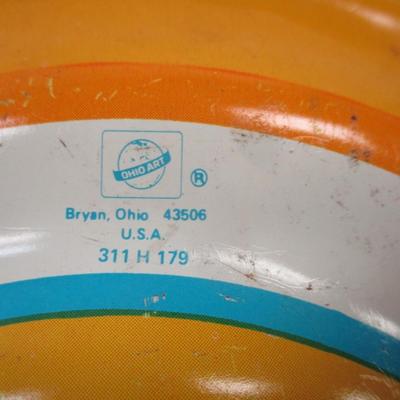 OHIO ART
®
Bryan, Ohio 43506
U.S.A.
311 H 179